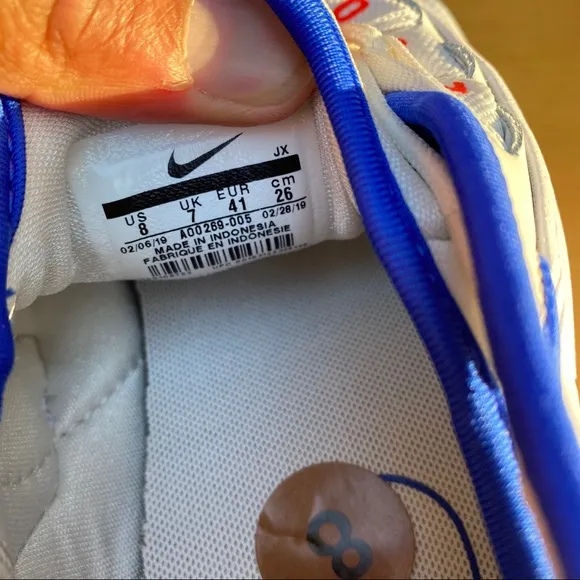 JX
US UK EUR cm
8 7 41 26
02/06/19 AO0269-005 02/28/19
MADE IN INDONESIA
FABRIQUE EN INDONESIE
8